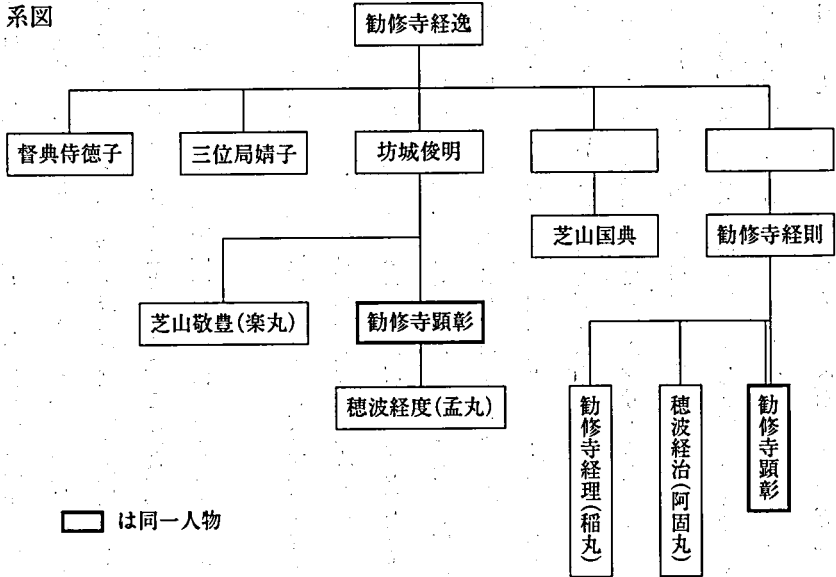 系図
勧修寺経逸
督典侍徳子
三位局婧子
坊城俊明
芝山国典
勧修寺経則
芝山敬豊(楽丸)
勧修寺顕彰
穂波経度(孟丸)
勧修寺経理(稲丸)
穂波経治(阿固丸)
勧修寺顕彰
は同一人物